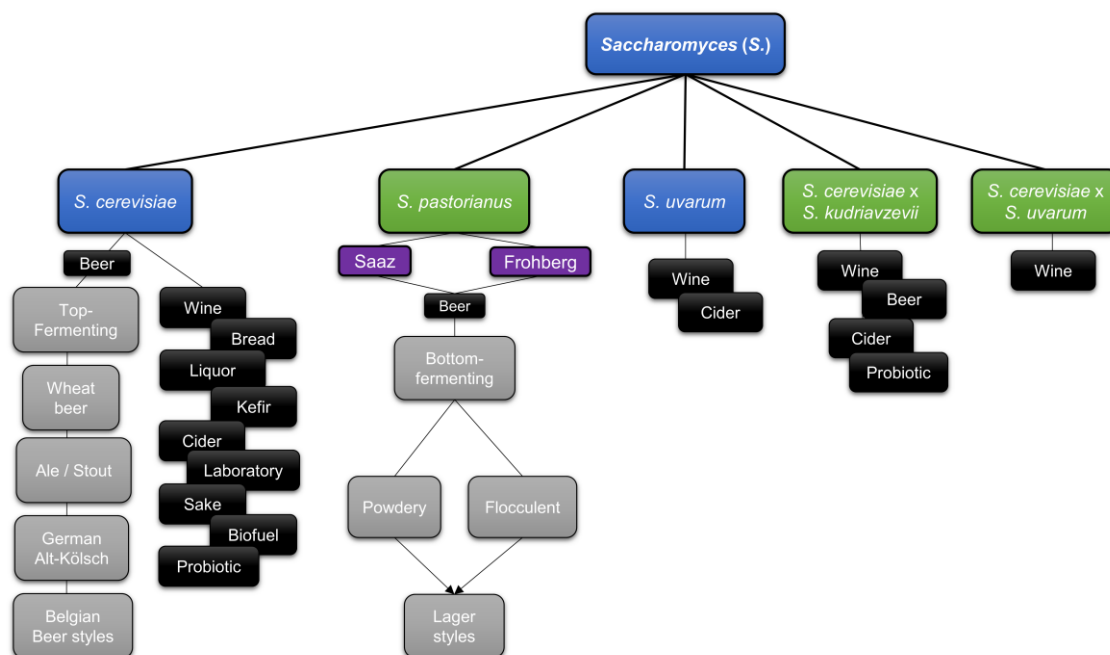 Saccharomyces (S.)
S. cerevisiae
S. pastorianus
S. uvarum
S. cerevisiae x
S. kudriavzevii
S. cerevisiae x
S. uvarum
Beer
Top-
Fermenting
Wheat
beer
Ale / Stout
German
Alt-Kölsch
Belgian
Beer styles
Wine
Bread
Liquor
Kefir
Cider
Laboratory
Sake
Biofuel
Probiotic
Saaz
Frohberg
Beer
Bottom-
fermenting
Powdery
Flocculent
Lager
styles
Wine
Cider
Wine
Beer
Cider
Probiotic
Wine